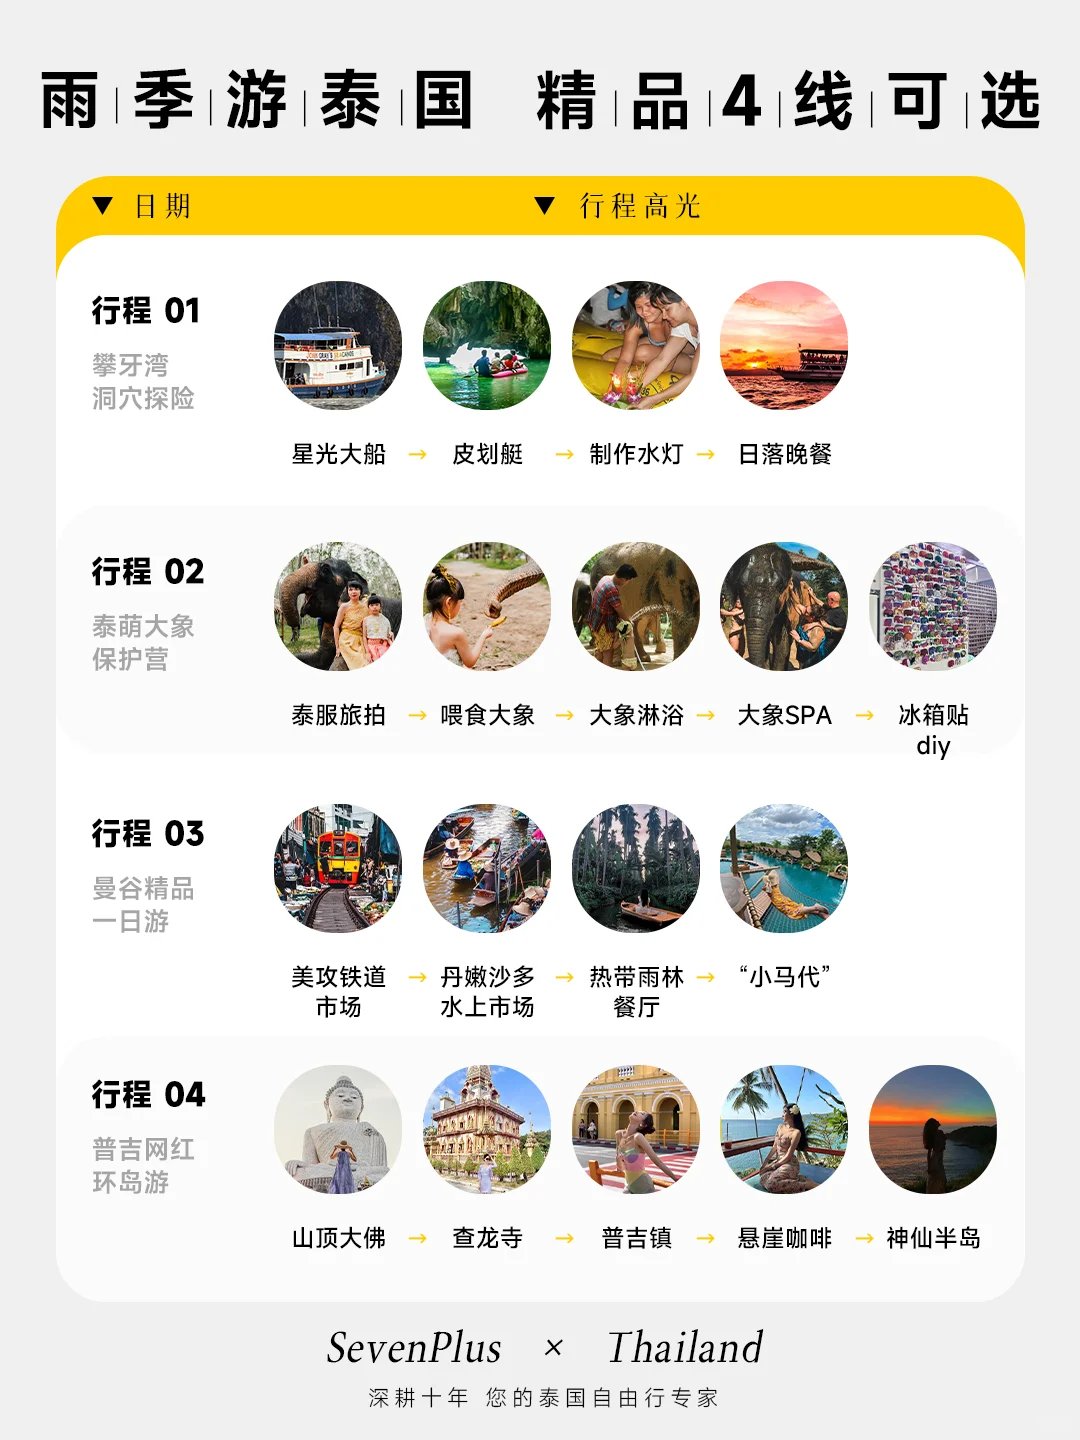 雨季游泰国 精品4线可选
▼ 日期 ▼ 行程高光
行程 01
攀牙湾
洞穴探险
JOHN GRAY'S SEACANOE
星光大船 → 皮划艇 → 制作水灯 → 日落晚餐
行程 02
泰萌大象
保护营
泰服旅拍 → 喂食大象 → 大象淋浴 → 大象SPA → 冰箱贴
diy
行程 03
曼谷精品
一日游
美攻铁道 → 丹嫩沙多 → 热带雨林 → “小马代”
市场 水上市场 餐厅
行程 04
普吉网红
环岛游
山顶大佛 → 查龙寺 → 普吉镇 → 悬崖咖啡 → 神仙半岛
SevenPlus × Thailand
深耕十年 您的泰国自由行专家